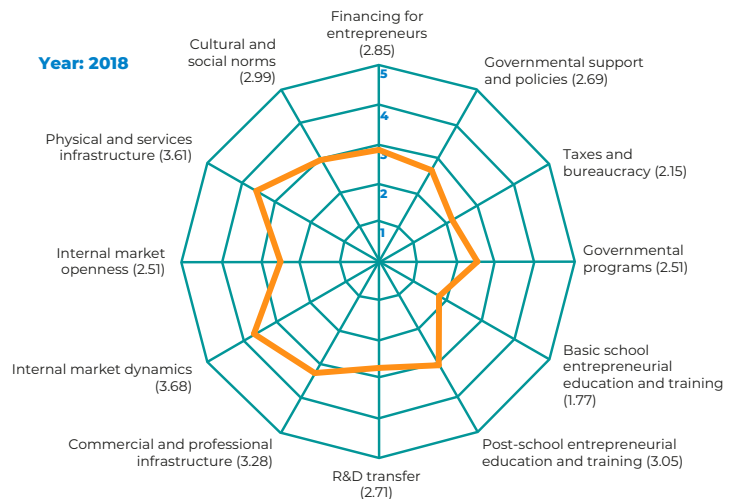 Year: 2018
Financing for
entrepreneurs
(2.85)
Governmental support
and policies (2.69)
Taxes and
bureaucracy (2.15)
Governmental
programs (2.51)
Basic school
entrepreneurial
education and training
(1.77)
Post-school entrepreneurial
education and training (3.05)
R&D transfer
(2.71)
Commercial and professional
infrastructure (3.28)
Internal market dynamics
(3.68)
Internal market
openness (2.51)
Physical and services
infrastructure (3.61)
Cultural and
social norms
(2.99)
5
4
3
2
1